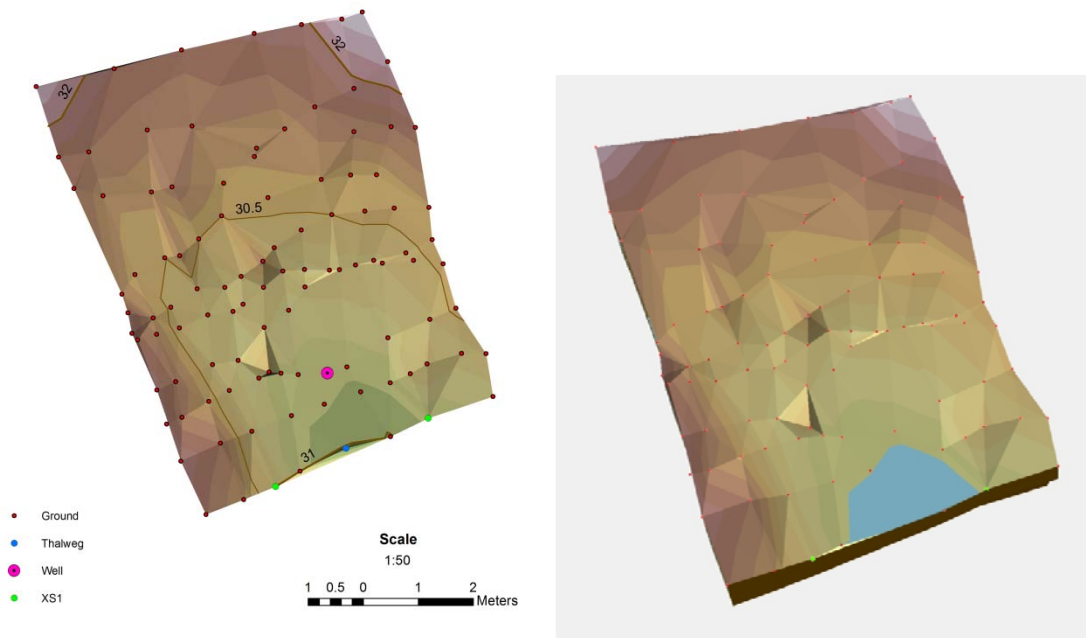 32
32
30.5
31
Ground
Thalweg
Well
XS1
Scale
1:50
1 0.5 0 1 2
Meters